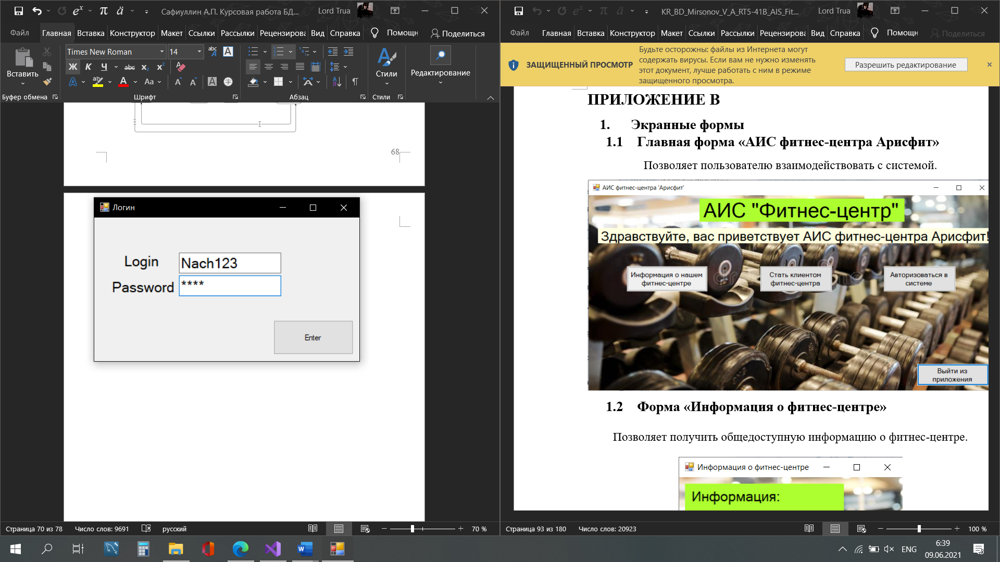 Сафиуллин А.П. Курсовая работа БД...
Lord Trua
Файл
Главная
Вставка
Конструктор
Макет
Ссылки
Рассылки
Рецензирова
Вид
Справка
Помощн
Поделиться
Вставить
Times New Roman
14
Ж К Ч abc x₂ x²
Aa
Стили
Редактирование
Буфер обмена
Шрифт
Абзац
Стили
68
Логин
Login
Nach123
Password
****
Enter
Страница 70 из 78
Число слов: 9691
русский
70 %
KR_BD_Mirsonov_V_A_RT5-41B_AIS_Fit...
Lord Trua
Файл
Главная
Вставка
Конструктор
Макет
Ссылки
Рассылки
Рецензирова
Вид
Справка
Помощн
Поделиться
ЗАЩИЩЕННЫЙ ПРОСМОТР
Будьте осторожны: файлы из Интернета могут
содержать вирусы. Если вам не нужно изменять
этот документ, лучше работать с ним в режиме
защищенного просмотра.
Разрешить редактирование
ПРИЛОЖЕНИЕ В
1. Экранные формы
1.1 Главная форма «АИС фитнес-центра Арисфит»
Позволяет пользователю взаимодействовать с системой.
АИС фитнес-центра 'Арисфит'
АИС "Фитнес-центр"
Здравствуйте, вас приветствует АИС фитнес-центра Арисфит!
Информация о нашем
фитнес-центре
Стать клиентом
фитнес-центра
Авторизоваться в
системе
Выйти из
приложения
1.2 Форма «Информация о фитнес-центре»
Позволяет получить общедоступную информацию о фитнес-центре.
Информация о фитнес-центре
Информация:
Страница 93 из 180
Число слов: 20923
100 %
ENG
6:39
09.06.2021